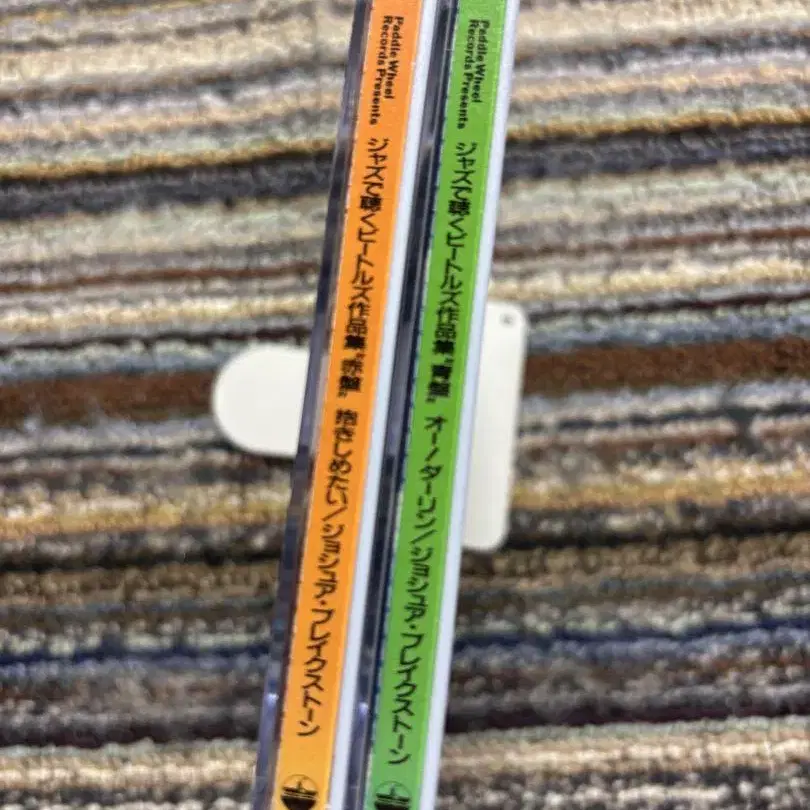 Paddle Wheel
Records Presents
ジャズで聴くビートルズ作品集“赤盤” 抱きしめたい/ジョシュア・ブレイクストーン
Paddle Wheel
Records Presents
ジャズで聴くビートルズ作品集“青盤” オー!ダーリン/ジョシュア・ブレイクストーン